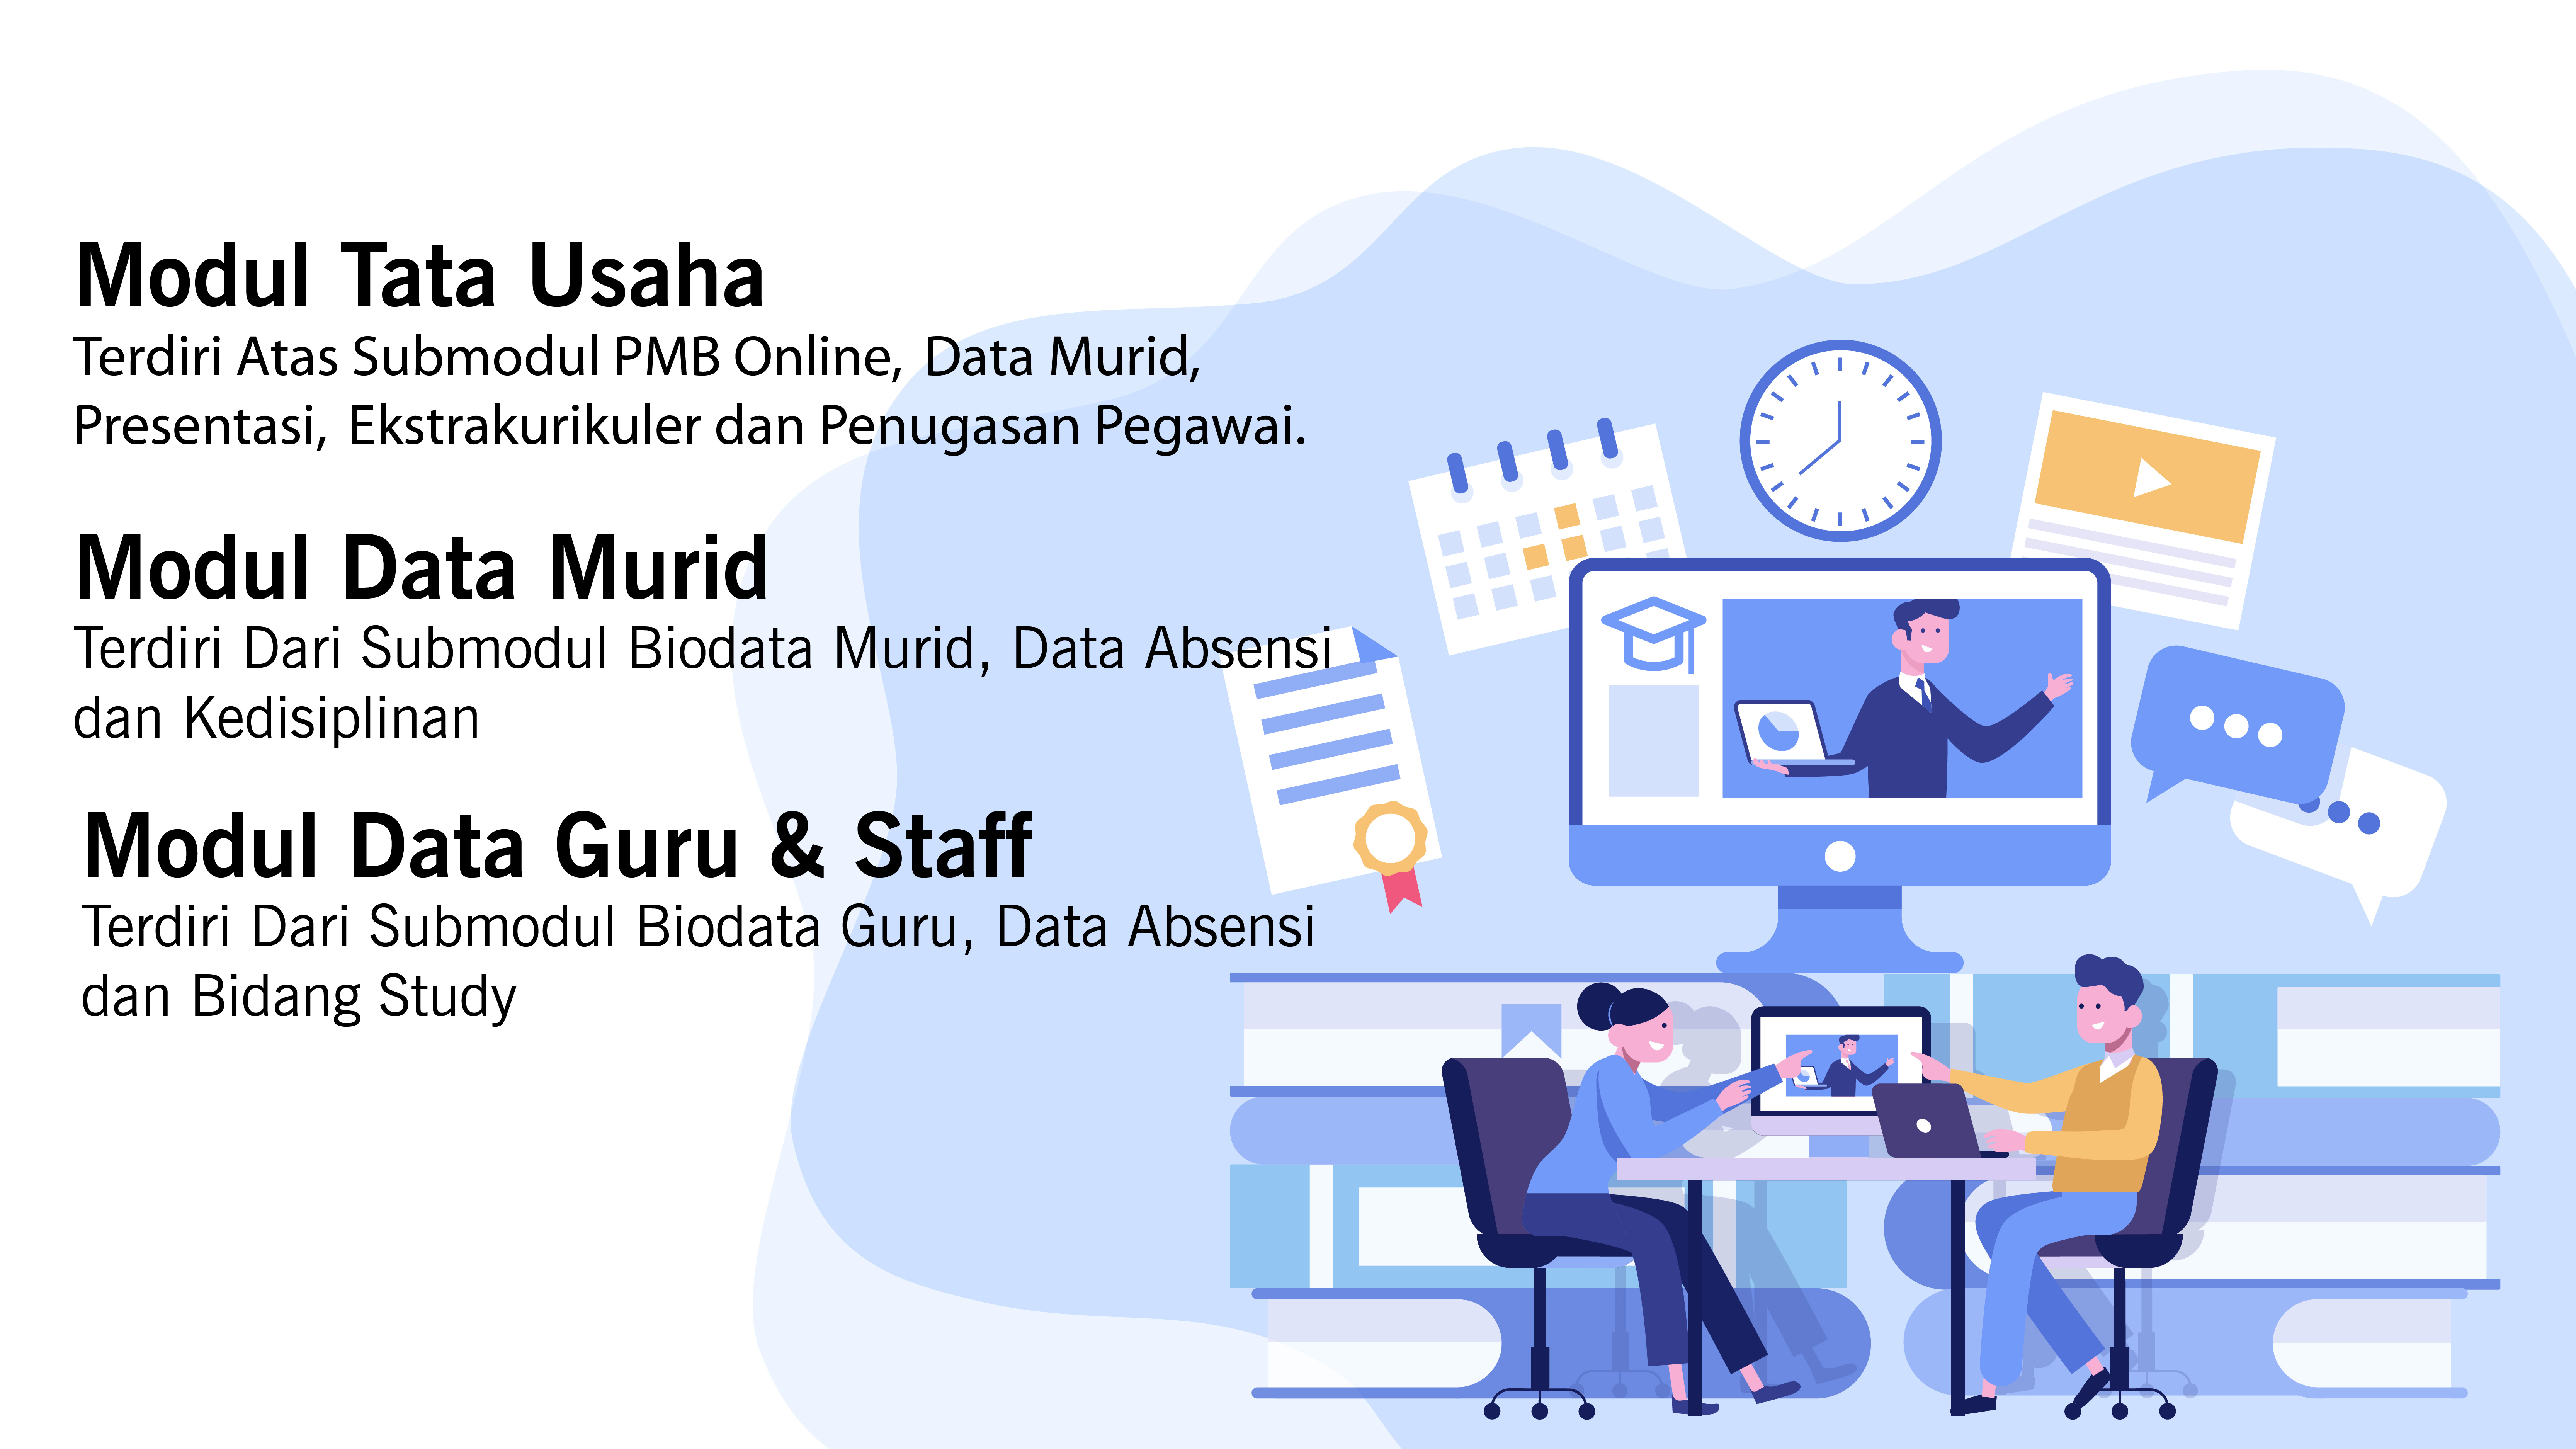 Modul Tata Usaha
Terdiri Atas Submodul PMB Online, Data Murid,
Presentasi, Ekstrakurikuler dan Penugasan Pegawai.
Modul Data Murid
Terdiri Dari Submodul Biodata Murid, Data Absensi
dan Kedisiplinan
Modul Data Guru & Staff
Terdiri Dari Submodul Biodata Guru, Data Absensi
dan Bidang Study